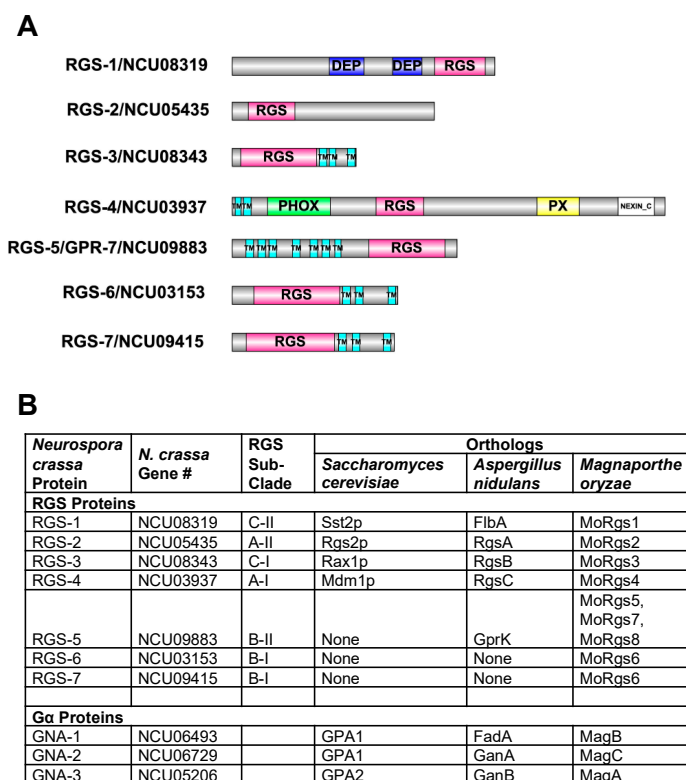 A
RGS-1/NCU08319 DEP DEP RGS
RGS-2/NCU05435 RGS
RGS-3/NCU08343 RGS TM TM TM
RGS-4/NCU03937 TM TM PHOX RGS PX NEXIN_C
RGS-5/GPR-7/NCU09883 TM TM TM TM TM TM TM RGS
RGS-6/NCU03153 RGS TM TM TM
RGS-7/NCU09415 RGS TM TM TM
B
Neurospora crassa Protein N. crassa Gene # RGS Sub-Clade Orthologs
Saccharomyces cerevisiae Aspergillus nidulans Magnaporthe oryzae
RGS Proteins
RGS-1 NCU08319 C-II Sst2p FlbA MoRgs1
RGS-2 NCU05435 A-II Rgs2p RgsA MoRgs2
RGS-3 NCU08343 C-I Rax1p RgsB MoRgs3
RGS-4 NCU03937 A-I Mdm1p RgsC MoRgs4
MoRgs5,
MoRgs7,
RGS-5 NCU09883 B-II None GprK MoRgs8
RGS-6 NCU03153 B-I None None MoRgs6
RGS-7 NCU09415 B-I None None MoRgs6
Gα Proteins
GNA-1 NCU06493 GPA1 FadA MagB
GNA-2 NCU06729 GPA1 GanA MagC
GNA-3 NCU05206 GPA2 GanB MagA